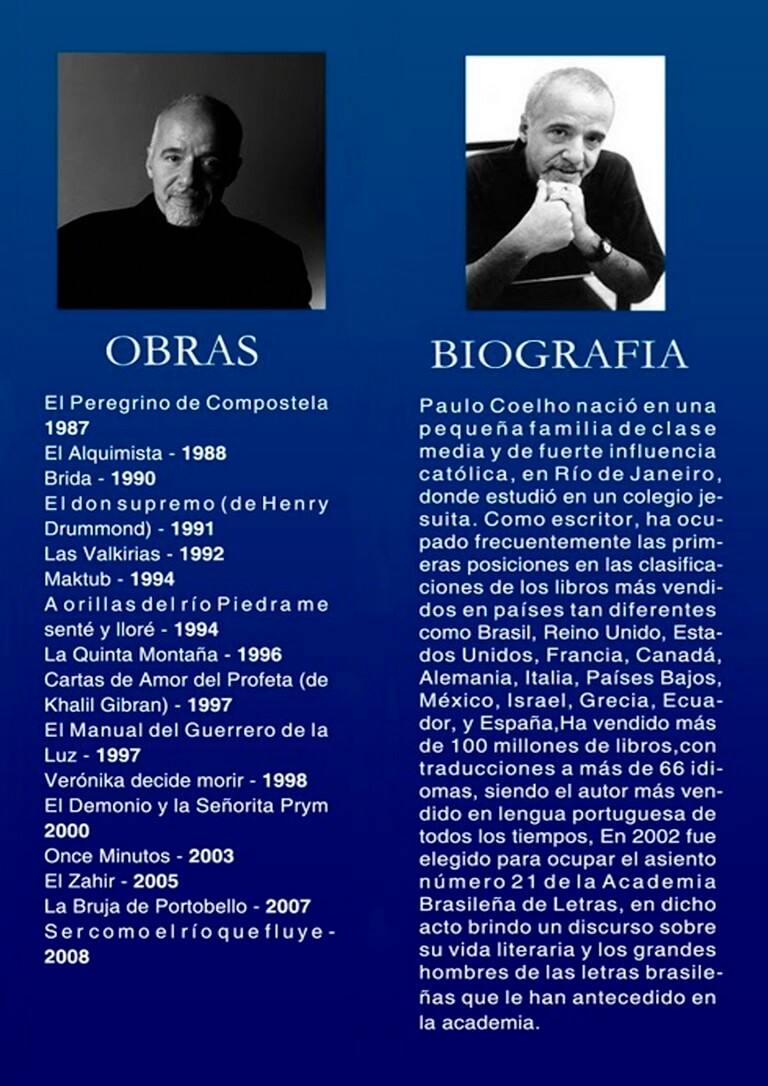 OBRAS
El Peregrino de Compostela
1987
El Alquimista - 1988
Brida - 1990
El don supremo (de Henry
Drummond) - 1991
Las Valkirias - 1992
Maktub - 1994
A orillas del río Piedra me
senté y lloré - 1994
La Quinta Montaña - 1996
Cartas de Amor del Profeta (de
Khalil Gibran) - 1997
El Manual del Guerrero de la
Luz - 1997
Verónika decide morir - 1998
El Demonio y la Señorita Prym
2000
Once Minutos - 2003
El Zahir - 2005
La Bruja de Portobello - 2007
Ser como el río que fluye -
2008
BIOGRAFIA
Paulo Coelho nació en una
pequeña familia de clase
media y de fuerte influencia
católica, en Río de Janeiro,
donde estudió en un colegio je-
suita. Como escritor, ha ocu-
pado frecuentemente las prim-
eras posiciones en las clasifica-
ciones de los libros más vendi-
dos en países tan diferentes
como Brasil, Reino Unido, Esta-
dos Unidos, Francia, Canadá,
Alemania, Italia, Países Bajos,
México, Israel, Grecia, Ecua-
dor, y España,Ha vendido más
de 100 millones de libros,con
traducciones a más de 66 idi-
omas, siendo el autor más ven-
dido en lengua portuguesa de
todos los tiempos, En 2002 fue
elegido para ocupar el asiento
número 21 de la Academia
Brasileña de Letras, en dicho
acto brindo un discurso sobre
su vida literaria y los grandes
hombres de las letras brasile-
ñas que le han antecedido en
la academia.